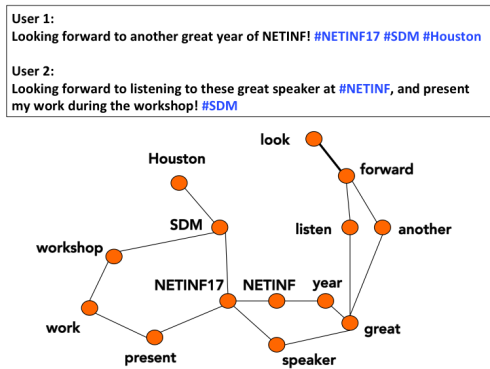 User 1:
Looking forward to another great year of NETINF! #NETINF17 #SDM #Houston
User 2:
Looking forward to listening to these great speaker at #NETINF, and present
my work during the workshop! #SDM
look
Houston
forward
SDM
listen
another
workshop
NETINF17
NETINF
year
work
great
present
speaker